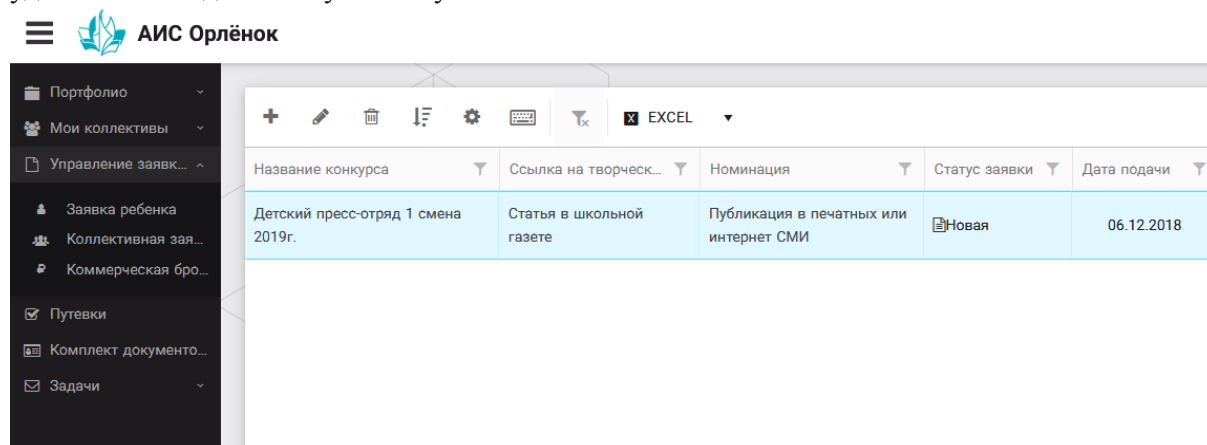 АИС Орлёнок
Портфолио
Мои коллективы
Управление заявк...
Заявка ребенка
Коллективная зая...
Коммерческая бро...
Путевки
Комплект документо...
Задачи
EXCEL
Название конкурса Ссылка на творческ... Номинация Статус заявки Дата подачи
Детский пресс-отряд 1 смена Статья в школьной Публикация в печатных или Новая 06.12.2018
2019г. газете интернет СМИ